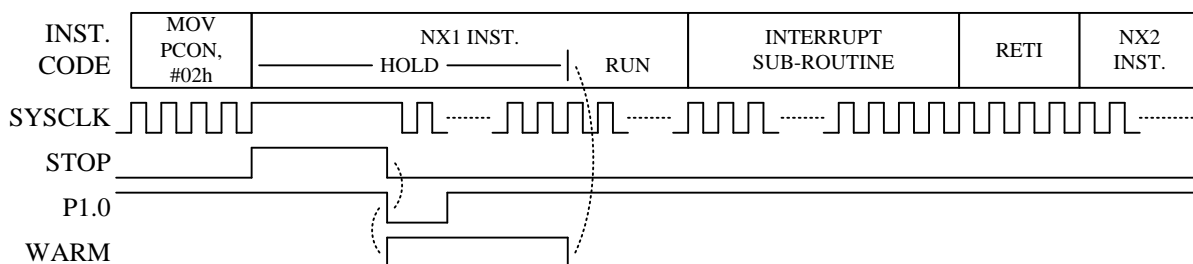 INST.
CODE
MOV
PCON,
#02h
NX1 INST.
HOLD
RUN
INTERRUPT
SUB-ROUTINE
RETI
NX2
INST.
SYSCLK
STOP
P1.0
WARM